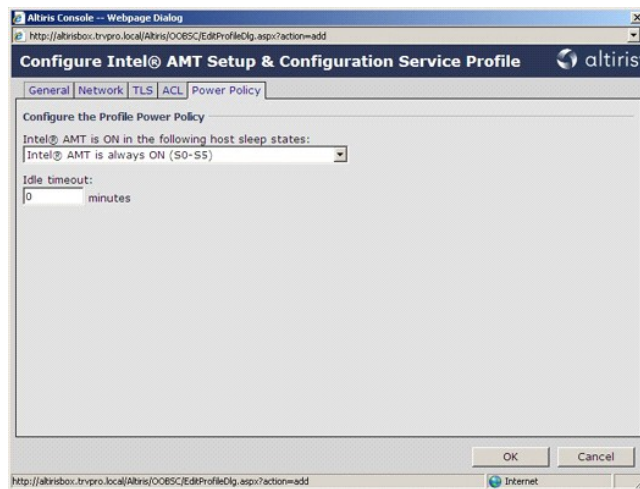 Altiris Console -- Webpage Dialog
http://altirisbox.trvpro.local/Altiris/OOBSC/EditProfileDlg.aspx?action=add
Configure Intel® AMT Setup & Configuration Service Profile altiris
General Network TLS ACL Power Policy
Configure the Profile Power Policy
Intel® AMT is ON in the following host sleep states:
Intel® AMT is always ON (S0-S5)
Idle timeout:
0 minutes
OK Cancel
http://altirisbox.trvpro.local/Altiris/OOBSC/EditProfileDlg.aspx?action=add Internet